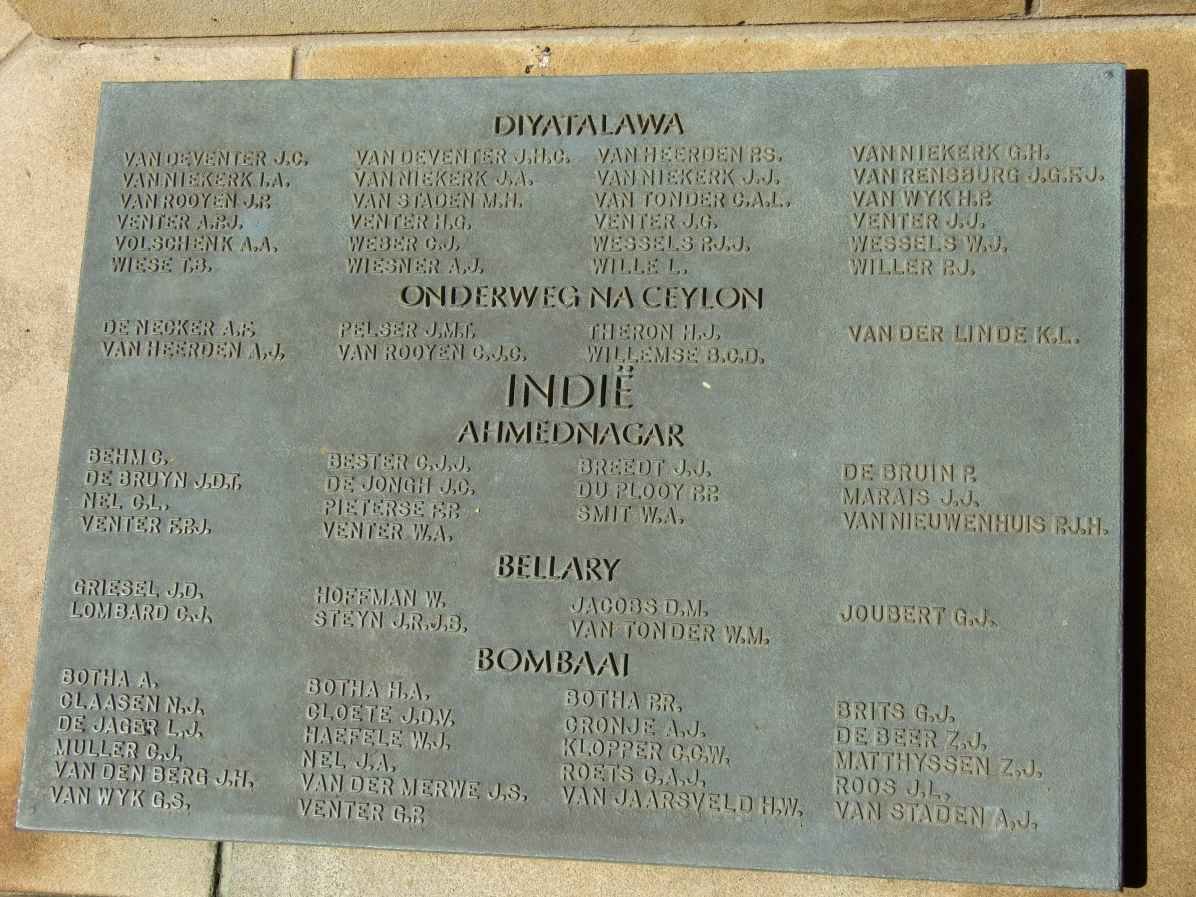 DIYATALAWA
VAN DEVENTER J.C. VAN DEVENTER J.H.C. VAN HEERDEN P.S. VAN NIEKERK G.H.
VAN NIEKERK I.A. VAN NIEKERK J.A. VAN NIEKERK J.J. VAN RENSBURG J.G.F.J.
VAN ROOYEN J.P. VAN STADEN M.H. VAN TONDER C.A.L. VAN WYK H.P.
VENTER A.P.J. VENTER H.G. VENTER J.G. VENTER J.J.
VOLSCHENK A.A. WEBER C.J. WESSELS P.J.J. WESSELS W.J.
WIESE T.B. WIESNER A.J. WILLE L. WILLER P.J.
ONDERWEG NA CEYLON
DE NECKER A.F. PELSER J.M.T. THERON H.J. VAN DER LINDE K.L.
VAN HEERDEN A.J. VAN ROOYEN C.J.C. WILLEMSE B.C.D.
INDIË
AHMEDNAGAR
BEHM C. BESTER C.J.J. BREEDT J.J. DE BRUIN P.
DE BRUYN J.D.T. DE JONGH J.C. DU PLOOY P.P. MARAIS J.J.
NEL C.L. PIETERSE F.P. SMIT W.A. VAN NIEUWENHUIS P.J.H.
VENTER F.P.J. VENTER W.A.
BELLARY
GRIESEL J.D. HOFFMAN W. JACOBS D.M. JOUBERT G.J.
LOMBARD C.J. STEYN J.R.J.B. VAN TONDER W.M.
BOMBAAI
BOTHA A. BOTHA H.A. BOTHA P.R. BRITS G.J.
CLAASEN N.J. CLOETE J.D.V. CRONJE A.J. DE BEER Z.J.
DE JAGER L.J. HAEFELE W.J. KLOPPER C.C.W. MATTHYSSEN Z.J.
MULLER C.J. NEL J.A. ROETS C.A.J. ROOS J.L.
VAN DEN BERG J.H. VAN DER MERWE J.S. VAN JAARSVELD H.W. VAN STADEN A.J.
VAN WYK G.S. VENTER G.P.